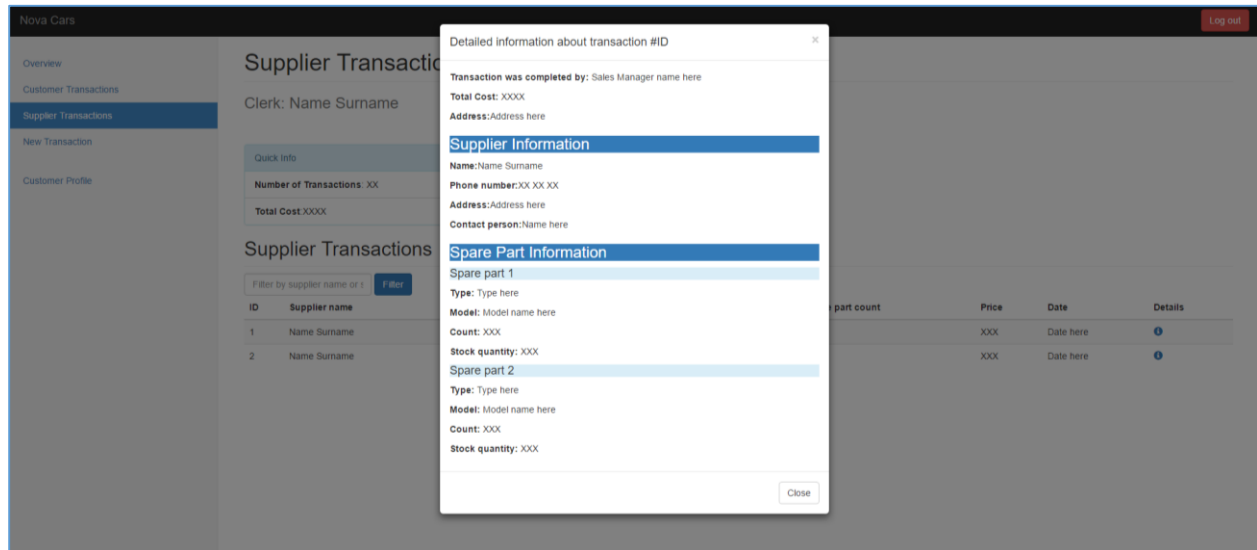 Nova Cars
Log out
Overview
Customer Transactions
Supplier Transactions
New Transaction
Customer Profile
Supplier Transactio
Clerk: Name Surname
Quick Info
Number of Transactions: XX
Total Cost:XXXX
Supplier Transactions
Filter by supplier name or s
Filter
ID Supplier name part count Price Date Details
1 Name Surname XXX Date here
2 Name Surname XXX Date here
Detailed information about transaction #ID ×
Transaction was completed by: Sales Manager name here
Total Cost: XXXX
Address:Address here
Supplier Information
Name:Name Surname
Phone number:XX XX XX
Address:Address here
Contact person:Name here
Spare Part Information
Spare part 1
Type: Type here
Model: Model name here
Count: XXX
Stock quantity: XXX
Spare part 2
Type: Type here
Model: Model name here
Count: XXX
Stock quantity: XXX
Close